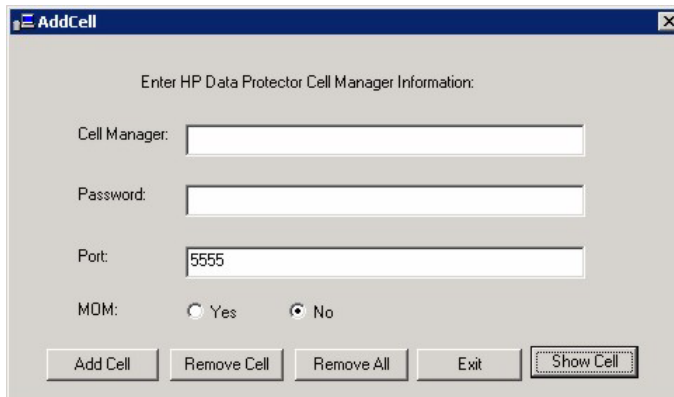 AddCell
Enter HP Data Protector Cell Manager Information:
Cell Manager:
Password:
Port: 5555
MOM: Yes No
Add Cell Remove Cell Remove All Exit Show Cell